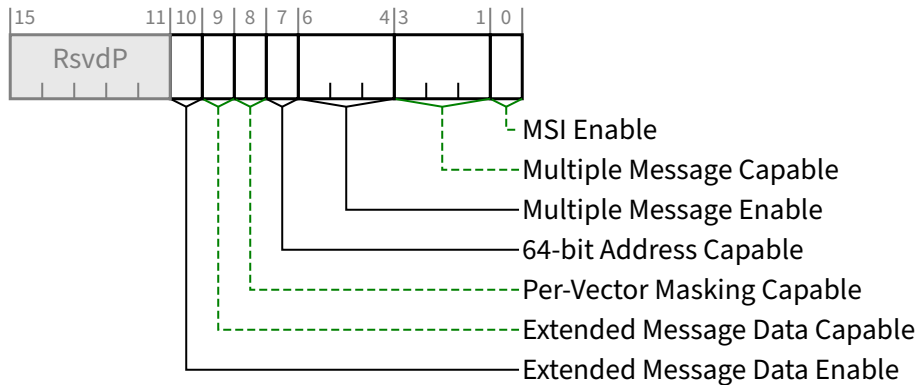 15 11 10 9 8 7 6 4 3 1 0
RsvdP
MSI Enable
Multiple Message Capable
Multiple Message Enable
64-bit Address Capable
Per-Vector Masking Capable
Extended Message Data Capable
Extended Message Data Enable